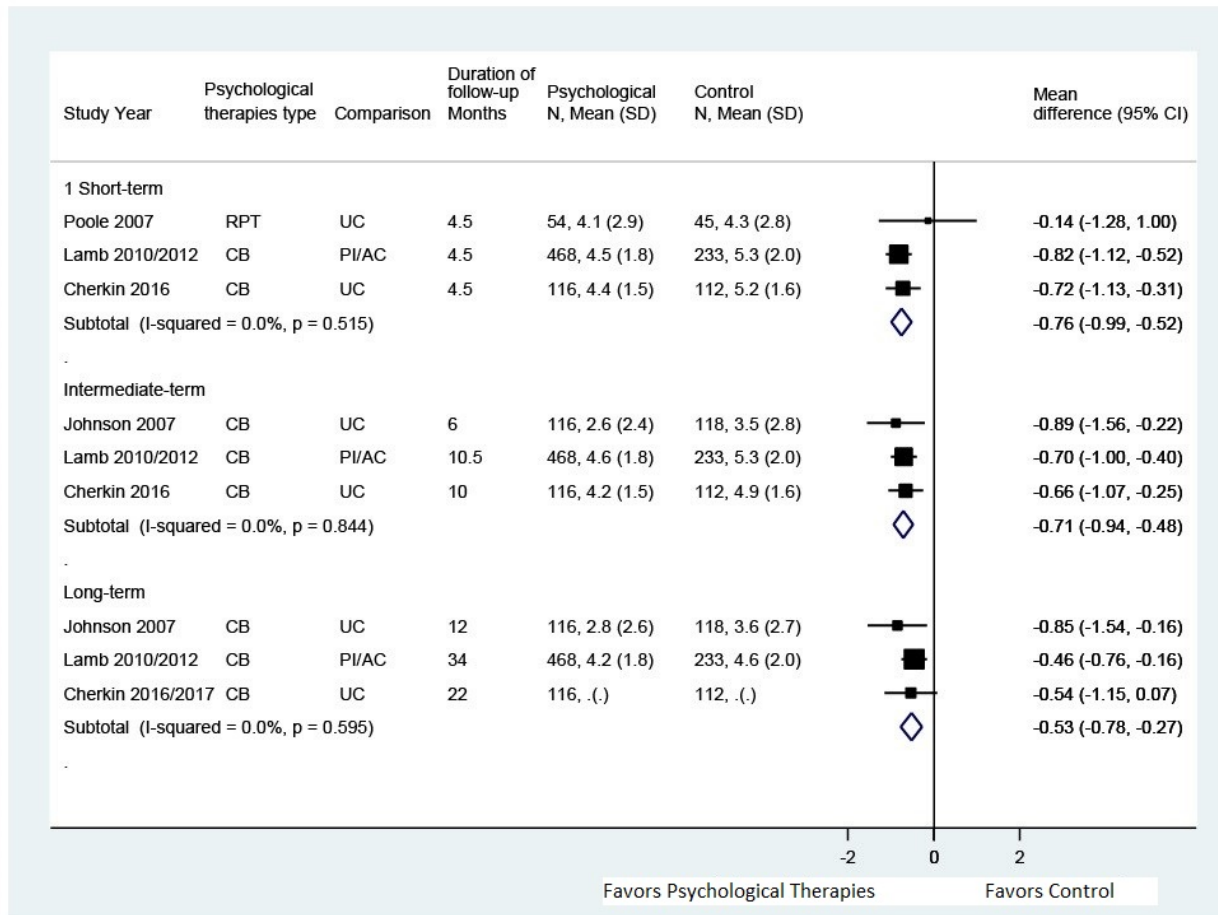 Study Year Psychological therapies type Comparison Duration of follow-up Months Psychological N, Mean (SD) Control N, Mean (SD) Mean difference (95% CI)
1 Short-term
Poole 2007 RPT UC 4.5 54, 4.1 (2.9) 45, 4.3 (2.8) -0.14 (-1.28, 1.00)
Lamb 2010/2012 CB PI/AC 4.5 468, 4.5 (1.8) 233, 5.3 (2.0) -0.82 (-1.12, -0.52)
Cherkin 2016 CB UC 4.5 116, 4.4 (1.5) 112, 5.2 (1.6) -0.72 (-1.13, -0.31)
Subtotal (I-squared = 0.0%, p = 0.515) -0.76 (-0.99, -0.52)
.
Intermediate-term
Johnson 2007 CB UC 6 116, 2.6 (2.4) 118, 3.5 (2.8) -0.89 (-1.56, -0.22)
Lamb 2010/2012 CB PI/AC 10.5 468, 4.6 (1.8) 233, 5.3 (2.0) -0.70 (-1.00, -0.40)
Cherkin 2016 CB UC 10 116, 4.2 (1.5) 112, 4.9 (1.6) -0.66 (-1.07, -0.25)
Subtotal (I-squared = 0.0%, p = 0.844) -0.71 (-0.94, -0.48)
.
Long-term
Johnson 2007 CB UC 12 116, 2.8 (2.6) 118, 3.6 (2.7) -0.85 (-1.54, -0.16)
Lamb 2010/2012 CB PI/AC 34 468, 4.2 (1.8) 233, 4.6 (2.0) -0.46 (-0.76, -0.16)
Cherkin 2016/2017 CB UC 22 116, .(.) 112, .(.) -0.54 (-1.15, 0.07)
Subtotal (I-squared = 0.0%, p = 0.595) -0.53 (-0.78, -0.27)
.
-2 0 2
Favors Psychological Therapies Favors Control